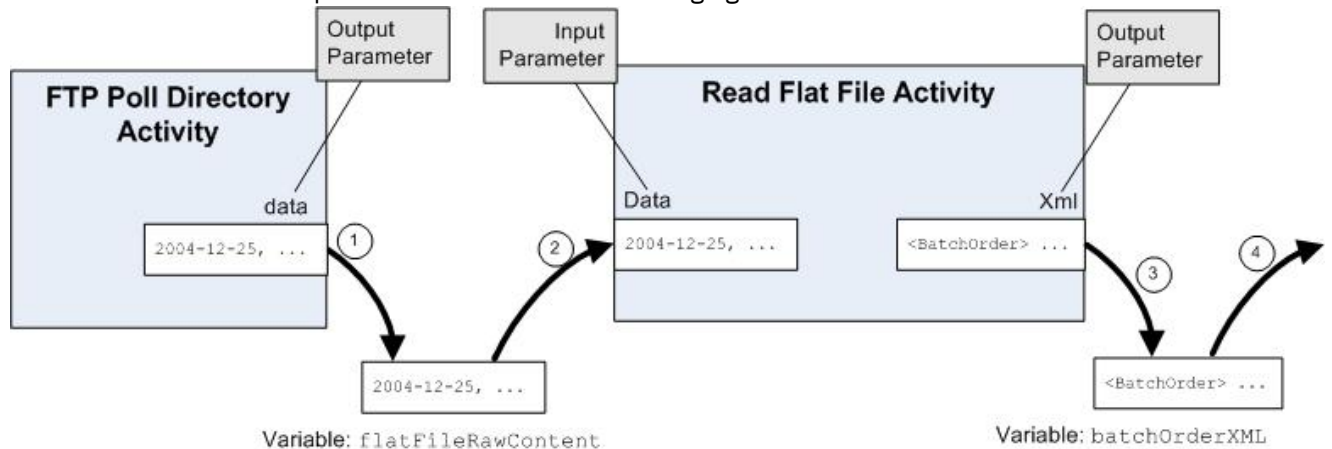 Output
Parameter
Input
Parameter
Output
Parameter
FTP Poll Directory
Activity
Read Flat File Activity
data
Data
Xml
2004-12-25, ...
1
2
2004-12-25, ...
<BatchOrder> ...
3
4
2004-12-25, ...
<BatchOrder> ...
Variable: flatFileRawContent
Variable: batchOrderXML